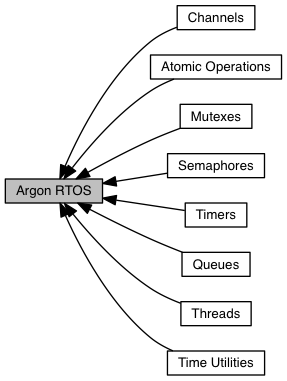 Channels
Atomic Operations
Mutexes
Semaphores
Argon RTOS
Timers
Queues
Threads
Time Utilities